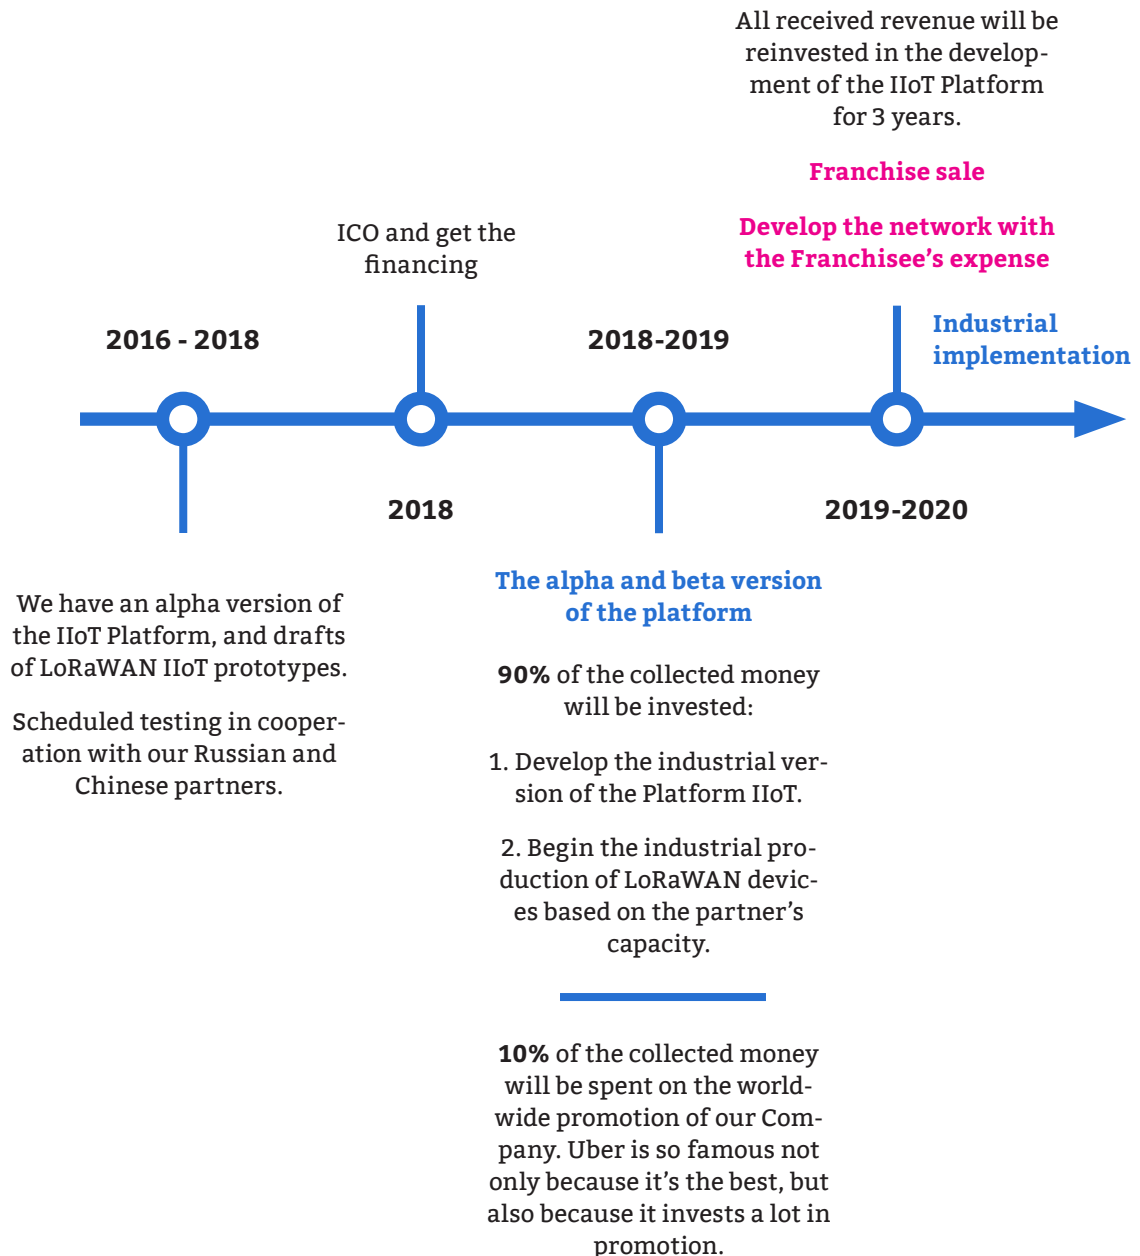 All received revenue will be
reinvested in the develop-
ment of the IIoT Platform
for 3 years.
Franchise sale
Develop the network with
the Franchisee's expense
ICO and get the
financing
Industrial
implementation
2016 - 2018
2018-2019
2018
2019-2020
We have an alpha version of
the IIoT Platform, and drafts
of LoRaWAN IIoT prototypes.
Scheduled testing in cooper-
ation with our Russian and
Chinese partners.
The alpha and beta version
of the platform
90% of the collected money
will be invested:
1. Develop the industrial ver-
sion of the Platform IIoT.
2. Begin the industrial pro-
duction of LoRaWAN devic-
es based on the partner's
capacity.
10% of the collected money
will be spent on the world-
wide promotion of our Com-
pany. Uber is so famous not
only because it's the best, but
also because it invests a lot in
promotion.